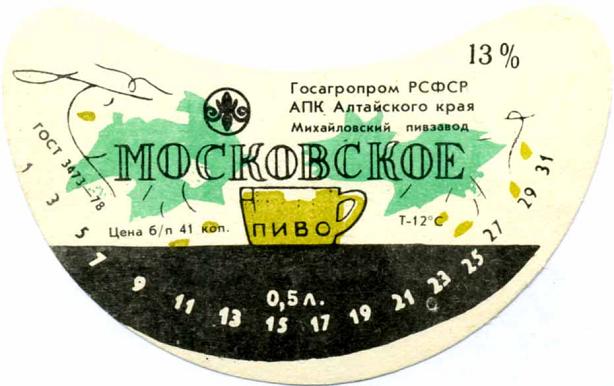 13%
Госагропром РСФСР
АПК Алтайского края
Михайловский пивзавод
ГОСТ 3473-78
МОСКОВСКОЕ
ПИВО
Цена б/п 41 коп.
Т-12°С
0,5 л.
1 3 5 7 9 11 13 15 17 19 21 23 25 27 29 31